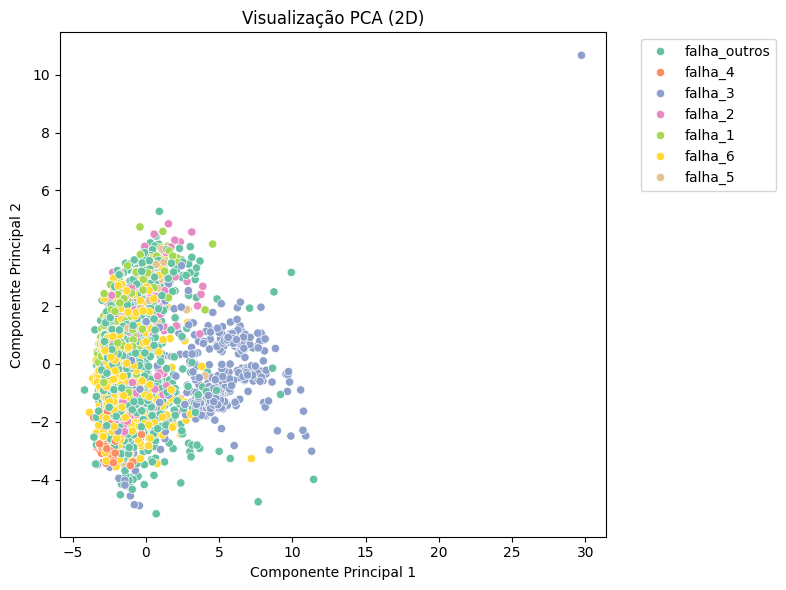 Visualização PCA (2D)
Componente Principal 2
10
8
6
4
2
0
−2
−4
−5
0
5
10
15
20
25
30
Componente Principal 1
falha_outros
falha_4
falha_3
falha_2
falha_1
falha_6
falha_5